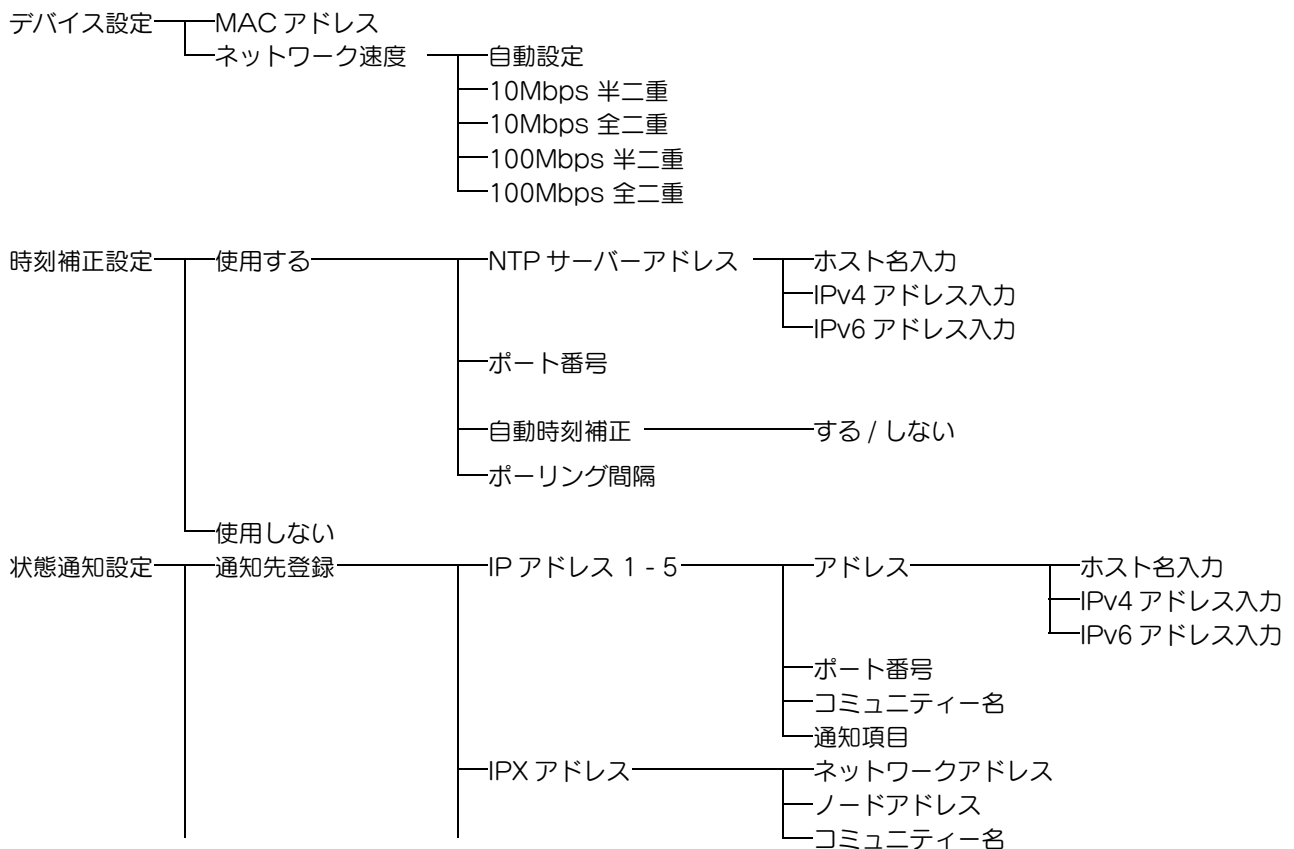 デバイス設定 MAC アドレス
ネットワーク速度 自動設定
10Mbps 半二重
10Mbps 全二重
100Mbps 半二重
100Mbps 全二重
時刻補正設定 使用する NTP サーバーアドレス ホスト名入力
IPv4 アドレス入力
IPv6 アドレス入力
ポート番号
自動時刻補正 する / しない
ポーリング間隔
使用しない
状態通知設定 通知先登録 IP アドレス 1 - 5 アドレス ホスト名入力
IPv4 アドレス入力
IPv6 アドレス入力
ポート番号
コミュニティー名
通知項目
IPX アドレス ネットワークアドレス
ノードアドレス
コミュニティー名